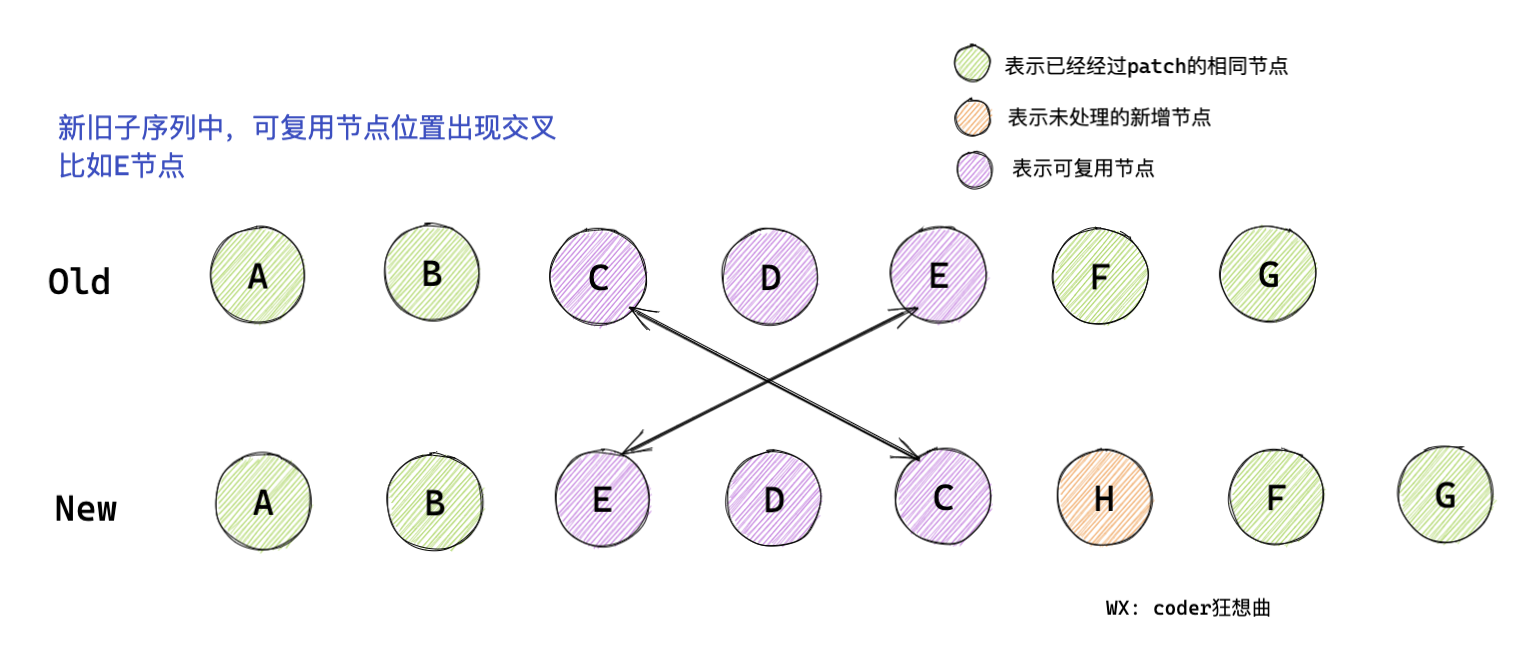 表示已经经过patch的相同节点
表示未处理的新增节点
新旧子序列中，可复用节点位置出现交叉
比如E节点
表示可复用节点
Old A B C D E F G
New A B E D C H F G
WX: coder狂想曲